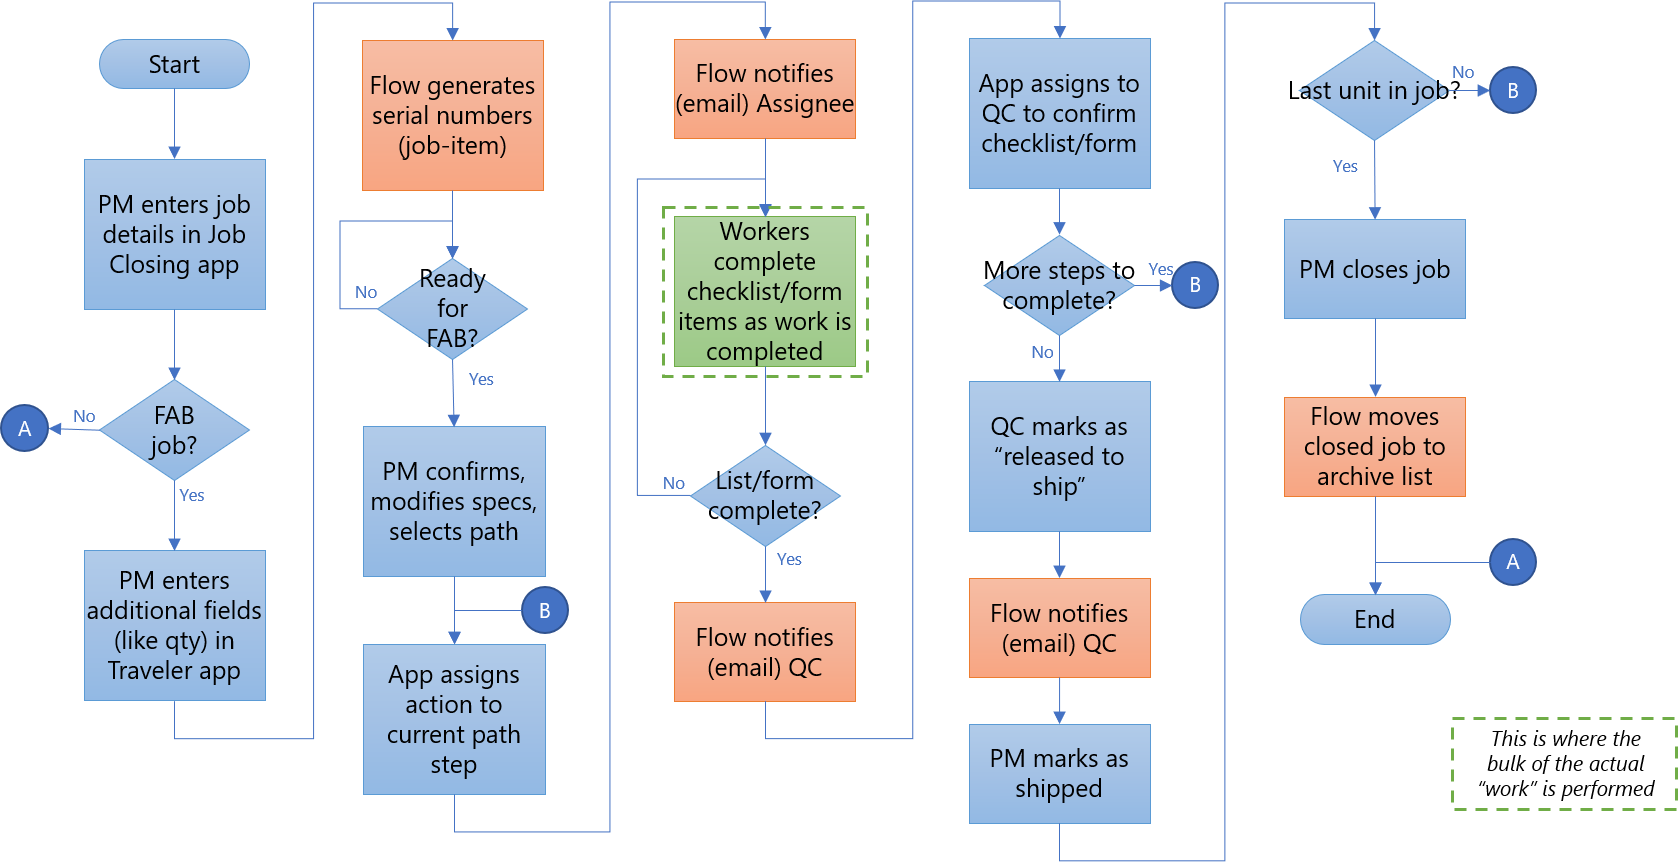 Start
PM enters job
details in Job
Closing app
FAB
job?
No
A
Yes
PM enters
additional fields
(like qty) in
Traveler app
Flow generates
serial numbers
(job-item)
Ready
for
FAB?
No
Yes
PM confirms,
modifies specs,
selects path
B
App assigns
action to
current path
step
Flow notifies
(email) Assignee
Workers
complete
checklist/form
items as work is
completed
List/form
complete?
No
Yes
Flow notifies
(email) QC
App assigns to
QC to confirm
checklist/form
More steps to
complete?
Yes
B
No
QC marks as
“released to
ship”
Flow notifies
(email) QC
PM marks as
shipped
Last unit in job?
No
B
Yes
PM closes job
Flow moves
closed job to
archive list
A
End
This is where the
bulk of the actual
“work” is performed